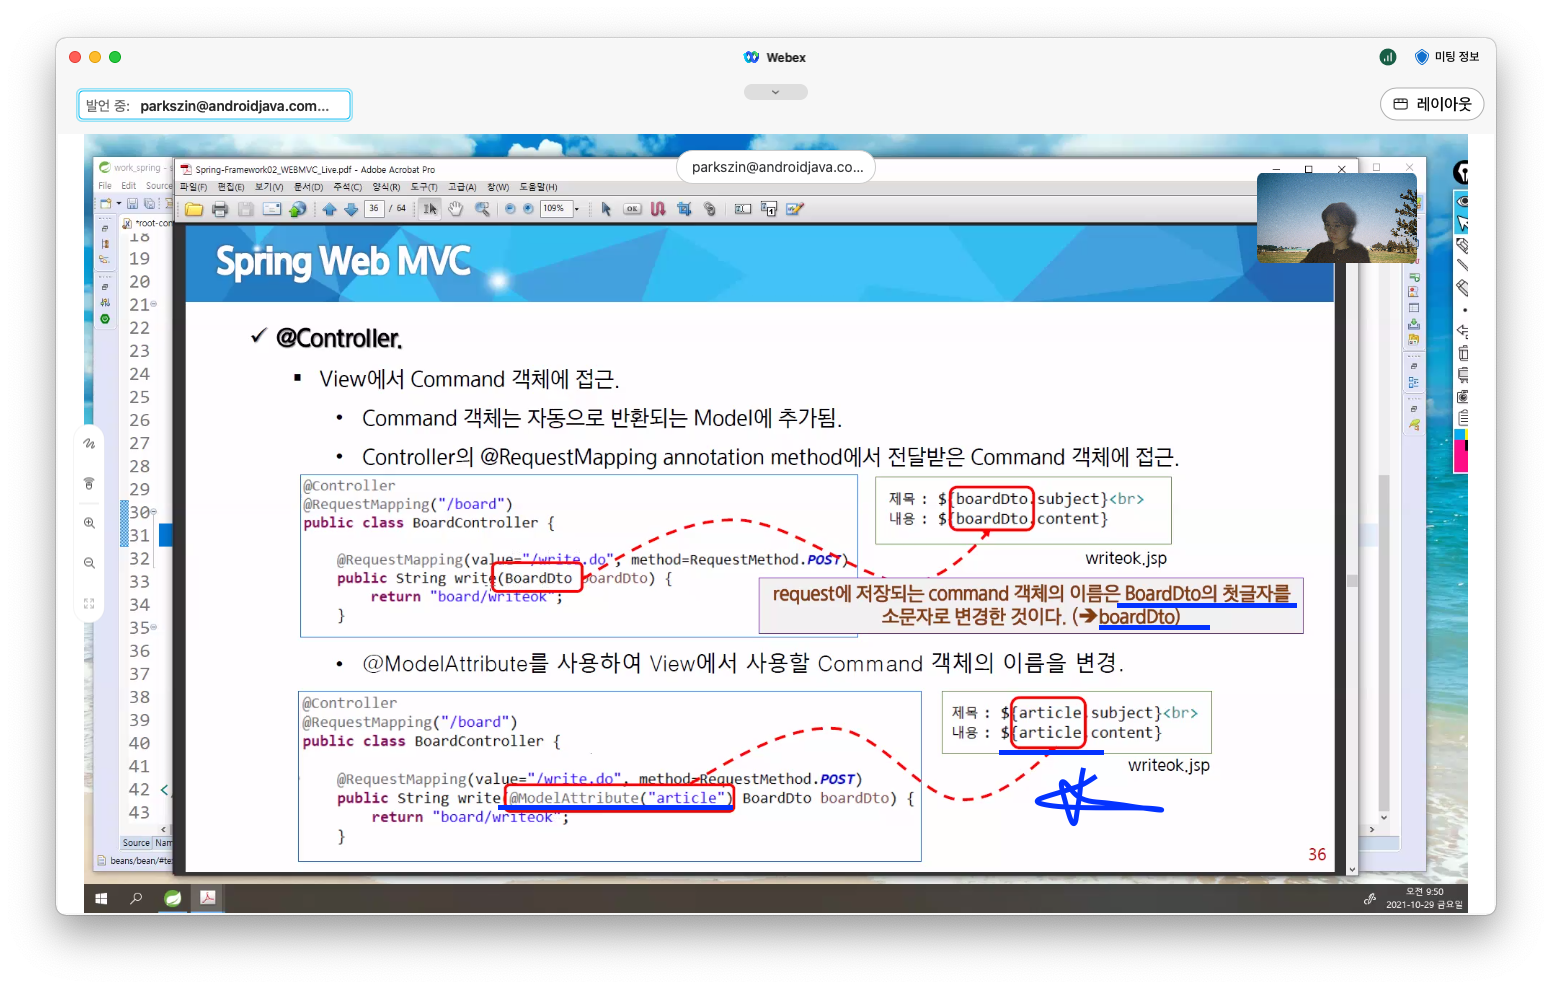 Webex
미팅 정보
발언 중: parkszin@androidjava.com...
레이아웃
work_spring - s
Spring-Framework02_WEBMVC_Live.pdf - Adobe Acrobat Pro
parkszin@androidjava.co...
File Edit Source
파일(F) 편집(E) 보기(V) 문서(D) 주석(C) 양식(R) 도구(T) 고급(A) 창(W) 도움말(H)
36 / 64
109%
*root-con
18
19
20
21
22
23
24
25
26
27
28
29
30
31
32
33
34
35
36
37
38
39
40
41
42 </
43
Spring Web MVC
✓ @Controller.
▪ View에서 Command 객체에 접근.
• Command 객체는 자동으로 반환되는 Model에 추가됨.
• Controller의 @RequestMapping annotation method에서 전달받은 Command 객체에 접근.
@Controller
@RequestMapping("/board")
public class BoardController {
@RequestMapping(value="/write.do", method=RequestMethod.POST)
public String write(BoardDto boardDto) {
return "board/writeok";
}
제목 : ${boardDto.subject}<br>
내용 : ${boardDto.content}
writeok.jsp
request에 저장되는 command 객체의 이름은 BoardDto의 첫글자를
소문자로 변경한 것이다. (➔boardDto)
• @ModelAttribute를 사용하여 View에서 사용할 Command 객체의 이름을 변경.
@Controller
@RequestMapping("/board")
public class BoardController {
@RequestMapping(value="/write.do", method=RequestMethod.POST)
public String write(@ModelAttribute("article") BoardDto boardDto) {
return "board/writeok";
}
제목 : ${article.subject}<br>
내용 : ${article.content}
writeok.jsp
36
Source Nam
beans/bean/#te
오전 9:50
2021-10-29 금요일